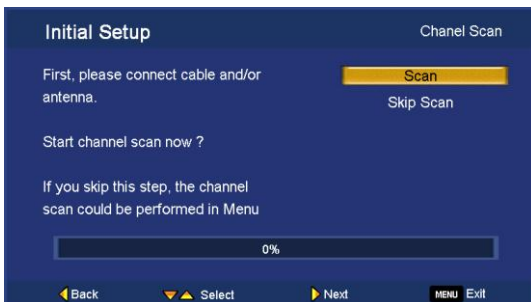 Initial Setup
Chanel Scan
First, please connect cable and/or
antenna.
Scan
Skip Scan
Start channel scan now ?
If you skip this step, the channel
scan could be performed in Menu
0%
Back Select Next MENU Exit